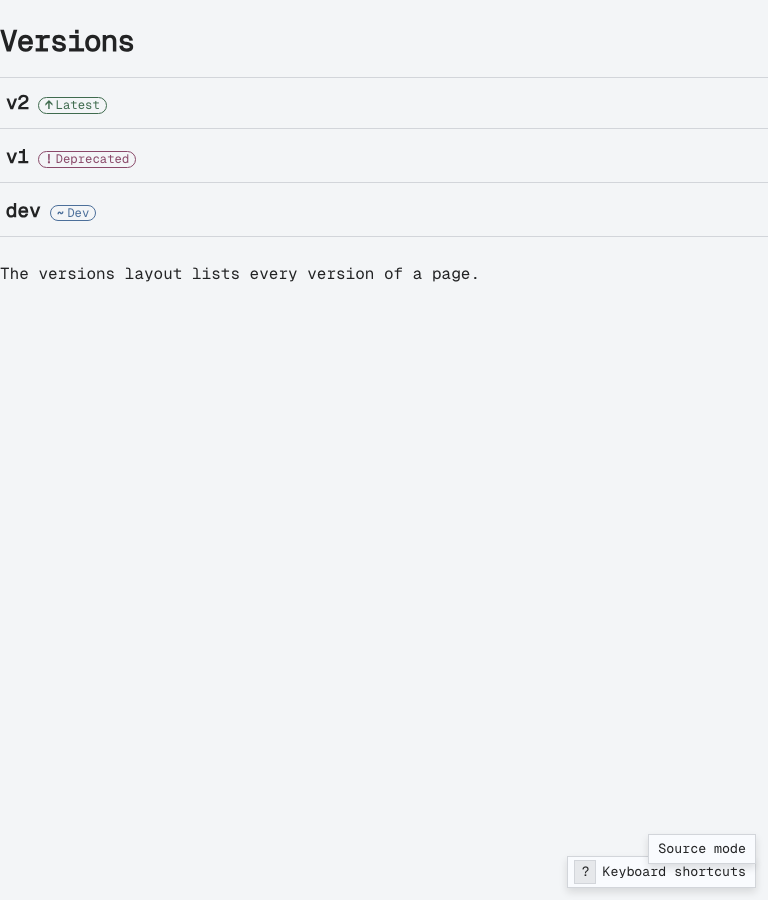 Versions
v2 ↑ Latest
v1 ! Deprecated
dev ~ Dev
The versions layout lists every version of a page.
Source mode
? Keyboard shortcuts